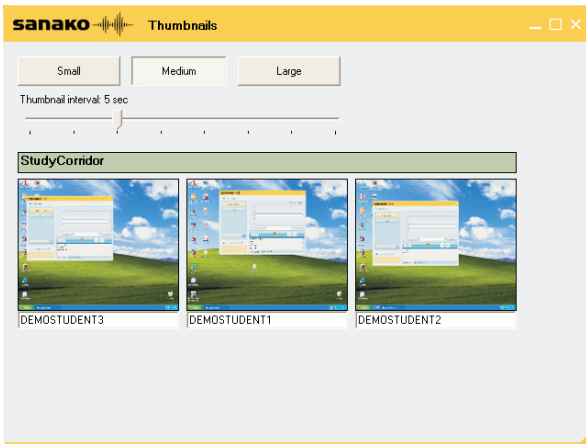 sanako Thumbnails
Small Medium Large
Thumbnail interval: 5 sec
StudyCorridor
DEMOSTUDENT3 DEMOSTUDENT1 DEMOSTUDENT2